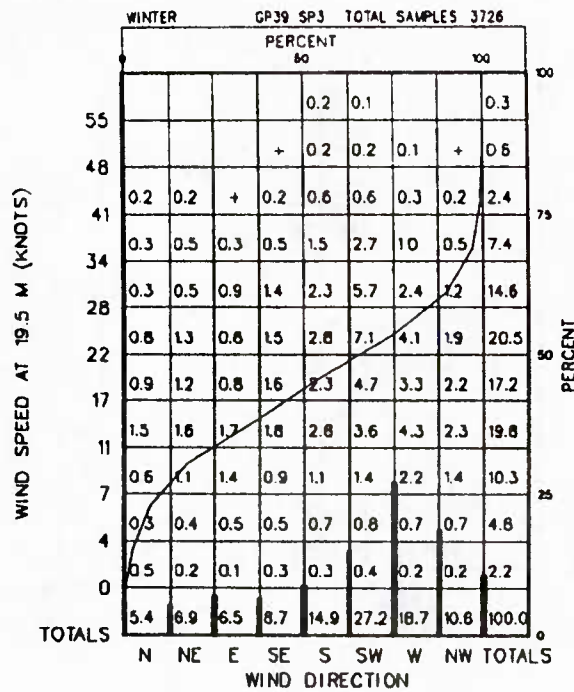 WINTER GP39 SP3 TOTAL SAMPLES 3726
PERCENT
0 50 100
100
0.2 0.1 0.3
55
+ 0.2 0.2 0.1 + 0.6
48
0.2 0.2 + 0.2 0.6 0.6 0.3 0.2 2.4
41 75
0.3 0.5 0.3 0.5 1.5 2.7 1.0 0.5 7.4
34
0.3 0.5 0.9 1.4 2.3 5.7 2.4 1.2 14.6
28
0.8 1.3 0.8 1.5 2.8 7.1 4.1 1.9 20.5
22 50
0.9 1.2 0.8 1.6 2.3 4.7 3.3 2.2 17.2
17
1.5 1.6 1.7 1.8 2.8 3.6 4.3 2.3 19.8
11
0.6 1.1 1.4 0.9 1.1 1.4 2.2 1.4 10.3
7 25
0.3 0.4 0.5 0.5 0.7 0.8 0.7 0.7 4.8
4
0.5 0.2 0.1 0.3 0.3 0.4 0.2 0.2 2.2
0
5.4 6.9 6.5 8.7 14.9 27.2 18.7 10.6 100.0
TOTALS 0
N NE E SE S SW W NW TOTALS
WIND DIRECTION
WIND SPEED AT 19.5 M (KNOTS)
PERCENT